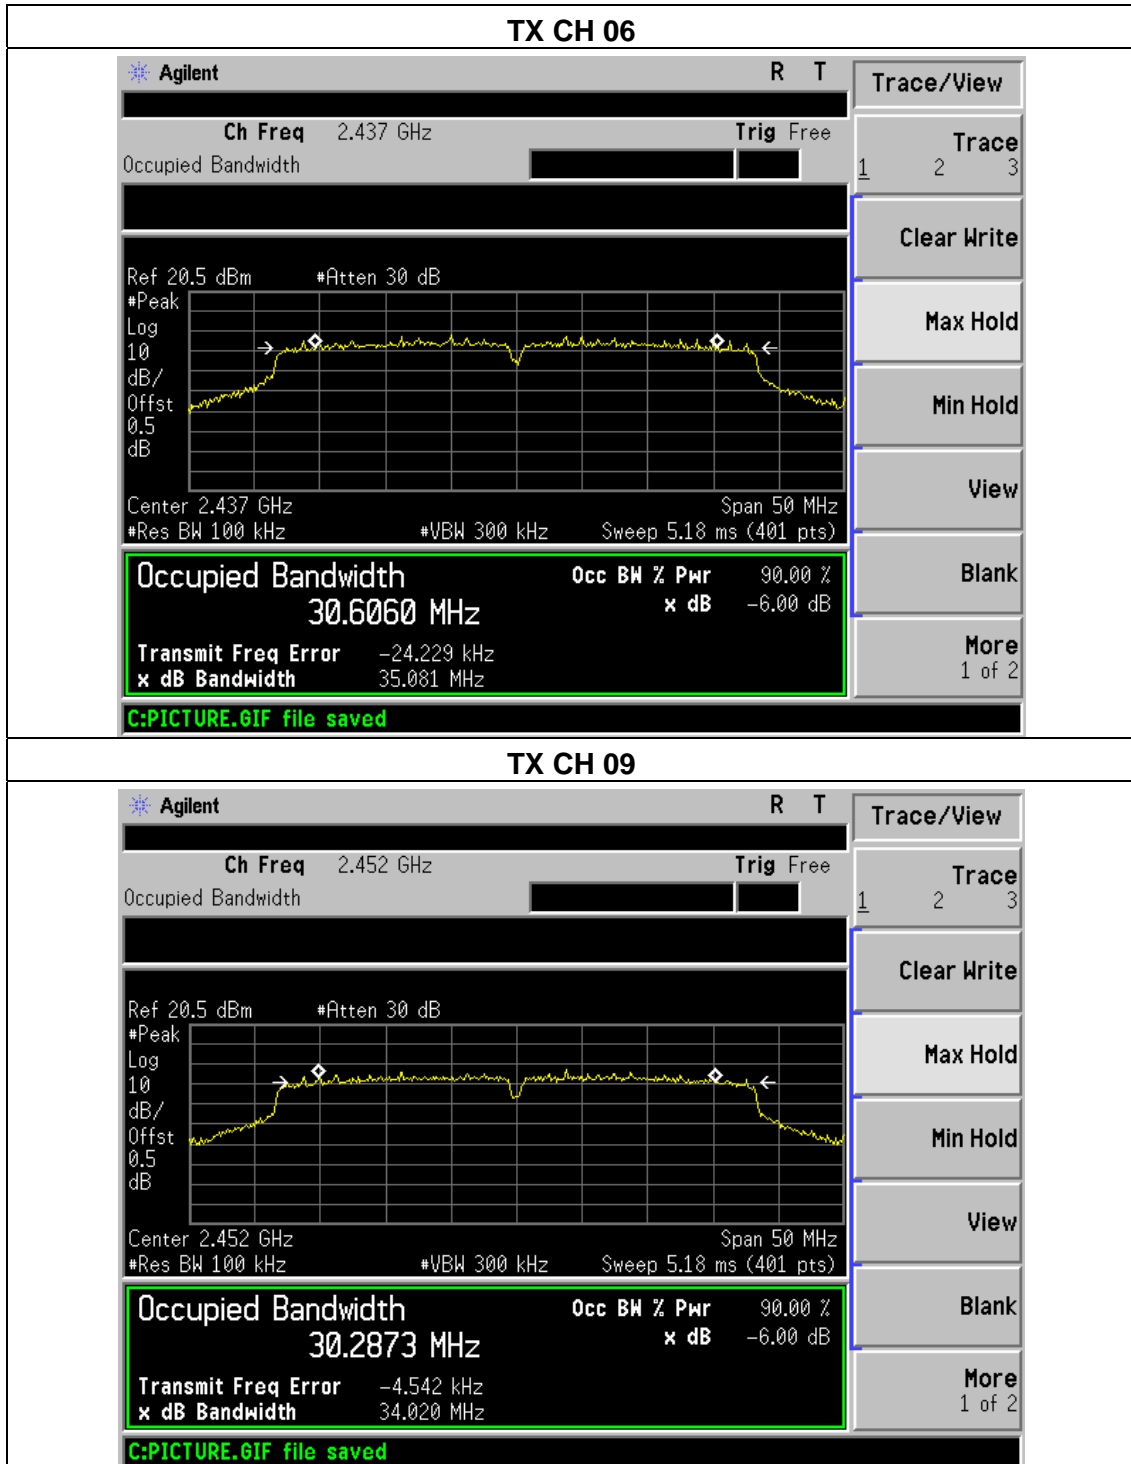 TX CH 06
Agilent R T Trace/View
Ch Freq 2.437 GHz Trig Free
Occupied Bandwidth
Trace
1 2 3
Clear Write
Ref 20.5 dBm #Atten 30 dB
#Peak
Log
10
dB/
Offst
0.5
dB
Max Hold
Min Hold
View
Center 2.437 GHz Span 50 MHz
#Res BW 100 kHz #VBW 300 kHz Sweep 5.18 ms (401 pts)
Occupied Bandwidth Occ BW % Pwr 90.00 %
30.6060 MHz x dB -6.00 dB
Blank
Transmit Freq Error -24.229 kHz
x dB Bandwidth 35.081 MHz
More
1 of 2
C:PICTURE.GIF file saved
TX CH 09
Agilent R T Trace/View
Ch Freq 2.452 GHz Trig Free
Occupied Bandwidth
Trace
1 2 3
Clear Write
Ref 20.5 dBm #Atten 30 dB
#Peak
Log
10
dB/
Offst
0.5
dB
Max Hold
Min Hold
View
Center 2.452 GHz Span 50 MHz
#Res BW 100 kHz #VBW 300 kHz Sweep 5.18 ms (401 pts)
Occupied Bandwidth Occ BW % Pwr 90.00 %
30.2873 MHz x dB -6.00 dB
Blank
Transmit Freq Error -4.542 kHz
x dB Bandwidth 34.020 MHz
More
1 of 2
C:PICTURE.GIF file saved